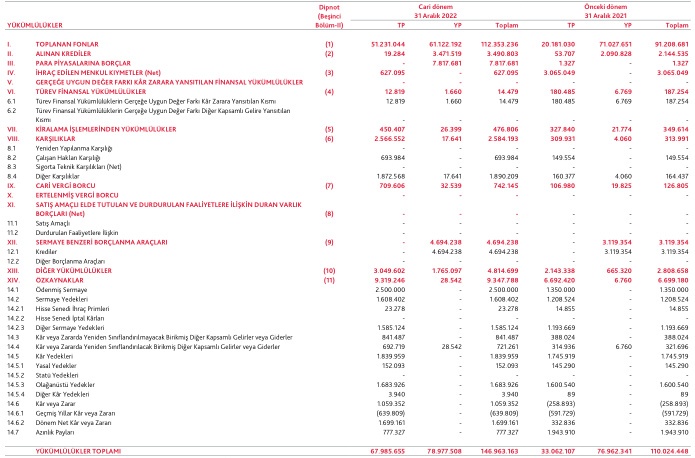 Dipnot Cari dönem Önceki dönem
(Beşinci 31 Aralık 2022 31 Aralık 2021
YÜKÜMLÜLÜKLER Bölüm-II) TP YP Toplam TP YP Toplam
I. TOPLANAN FONLAR (1) 51.231.044 61.122.192 112.353.236 20.181.030 71.027.651 91.208.681
II. ALINAN KREDİLER (2) 19.284 3.471.519 3.490.803 53.707 2.090.828 2.144.535
III. PARA PİYASALARINA BORÇLAR - 7.817.681 7.817.681 1.327 - 1.327
IV. İHRAÇ EDİLEN MENKUL KIYMETLER (Net) (3) 627.095 - 627.095 3.065.049 - 3.065.049
V. GERÇEĞE UYGUN DEĞER FARKI KÂR ZARARA YANSITILAN FİNANSAL YÜKÜMLÜLÜKLER - - - - - -
VI. TÜREV FİNANSAL YÜKÜMLÜLÜKLER (4) 12.819 1.660 14.479 180.485 6.769 187.254
6.1 Türev Finansal Yükümlülüklerin Gerçeğe Uygun Değer Farkı Kâr Zarara Yansıtılan Kısmı 12.819 1.660 14.479 180.485 6.769 187.254
6.2 Türev Finansal Yükümlülüklerin Gerçeğe Uygun Değer Farkı Diğer Kapsamlı Gelire Yansıtılan
Kısmı - - - - - -
VII. KİRALAMA İŞLEMLERİNDEN YÜKÜMLÜLÜKLER (5) 450.407 26.399 476.806 327.840 21.774 349.614
VIII. KARŞILIKLAR (6) 2.566.552 17.641 2.584.193 309.931 4.060 313.991
8.1 Yeniden Yapılanma Karşılığı - - - - - -
8.2 Çalışan Hakları Karşılığı 693.984 - 693.984 149.554 - 149.554
8.3 Sigorta Teknik Karşılıkları (Net) - - - - - -
8.4 Diğer Karşılıklar 1.872.568 17.641 1.890.209 160.377 4.060 164.437
IX. CARİ VERGİ BORCU (7) 709.606 32.539 742.145 106.980 19.825 126.805
X. ERTELENMİŞ VERGİ BORCU - - - - - -
XI. SATIŞ AMAÇLI ELDE TUTULAN VE DURDURULAN FAALİYETLERE İLİŞKİN DURAN VARLIK
BORÇLARI (Net) (8) - - - - - -
11.1 Satış Amaçlı - - - - - -
11.2 Durdurulan Faaliyetlere İlişkin - - - - - -
XII. SERMAYE BENZERİ BORÇLANMA ARAÇLARI (9) - 4.694.238 4.694.238 - 3.119.354 3.119.354
12.1 Krediler - 4.694.238 4.694.238 - 3.119.354 3.119.354
12.2 Diğer Borçlanma Araçları - - - - - -
XIII. DİĞER YÜKÜMLÜLÜKLER (10) 3.049.602 1.765.097 4.814.699 2.143.338 665.320 2.808.658
XIV. ÖZKAYNAKLAR (11) 9.319.246 28.542 9.347.788 6.692.420 6.760 6.699.180
14.1 Ödenmiş Sermaye 2.500.000 - 2.500.000 1.350.000 - 1.350.000
14.2 Sermaye Yedekleri 1.608.402 - 1.608.402 1.208.524 - 1.208.524
14.2.1 Hisse Senedi İhraç Primleri 23.278 - 23.278 14.855 - 14.855
14.2.2 Hisse Senedi İptal Kârları - - - - - -
14.2.3 Diğer Sermaye Yedekleri 1.585.124 - 1.585.124 1.193.669 - 1.193.669
14.3 Kâr veya Zararda Yeniden Sınıflandırılmayacak Birikmiş Diğer Kapsamlı Gelirler veya Giderler 841.487 - 841.487 388.024 - 388.024
14.4 Kâr veya Zararda Yeniden Sınıflandırılacak Birikmiş Diğer Kapsamlı Gelirler veya Giderler 692.719 28.542 721.261 314.936 6.760 321.696
14.5 Kâr Yedekleri 1.839.959 - 1.839.959 1.745.919 - 1.745.919
14.5.1 Yasal Yedekler 152.093 - 152.093 145.290 - 145.290
14.5.2 Statü Yedekleri - - - - - -
14.5.3 Olağanüstü Yedekler 1.683.926 - 1.683.926 1.600.540 - 1.600.540
14.5.4 Diğer Kâr Yedekleri 3.940 - 3.940 89 - 89
14.6 Kâr veya Zarar 1.059.352 - 1.059.352 (258.893) - (258.893)
14.6.1 Geçmiş Yıllar Kâr veya Zararı (639.809) - (639.809) (591.729) - (591.729)
14.6.2 Dönem Net Kâr veya Zararı 1.699.161 - 1.699.161 332.836 - 332.836
14.7 Azınlık Payları 777.327 - 777.327 1.943.910 - 1.943.910
YÜKÜMLÜLÜKLER TOPLAMI 67.985.655 78.977.508 146.963.163 33.062.107 76.962.341 110.024.448